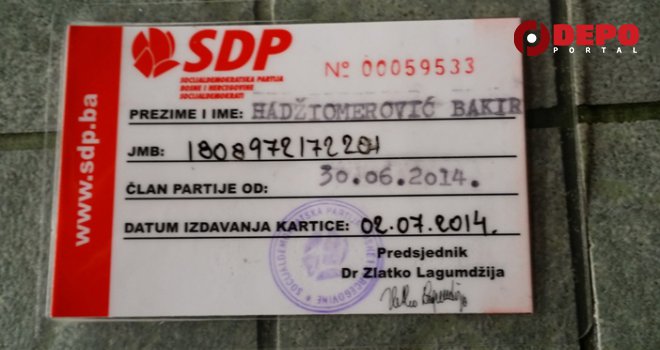 DEPO
PORTAL
SDP
SOCIJALDEMOKRATSKA PARTIJA
BOSNE I HERCEGOVINE
SOCIJALDEMOKRATI
№ 00059533
www.sdp.ba
PREZIME I IME: HADŽIOMEROVIĆ BAKIR
JMB: 1808972172201
ČLAN PARTIJE OD: 30.06.2014.
DATUM IZDAVANJA KARTICE: 02.07.2014.
Predsjednik
Dr Zlatko Lagumdžija